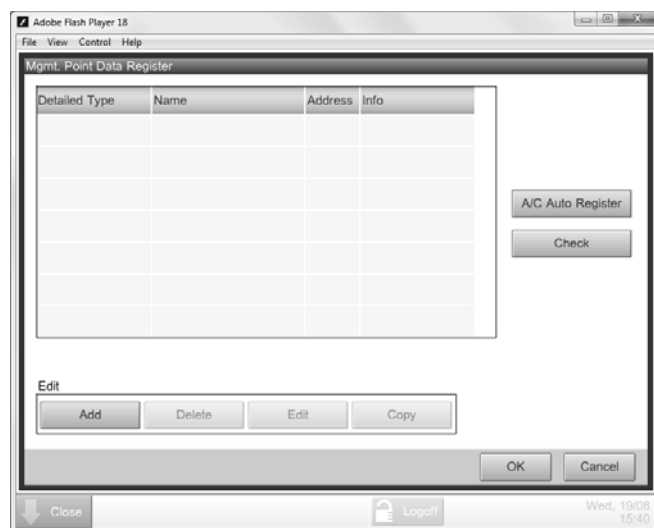 Adobe Flash Player 18
File View Control Help
Mgmt. Point Data Register
Detailed Type Name Address Info
A/C Auto Register
Check
Edit
Add Delete Edit Copy
OK Cancel
Close Logoff Wed, 19/08
15:40